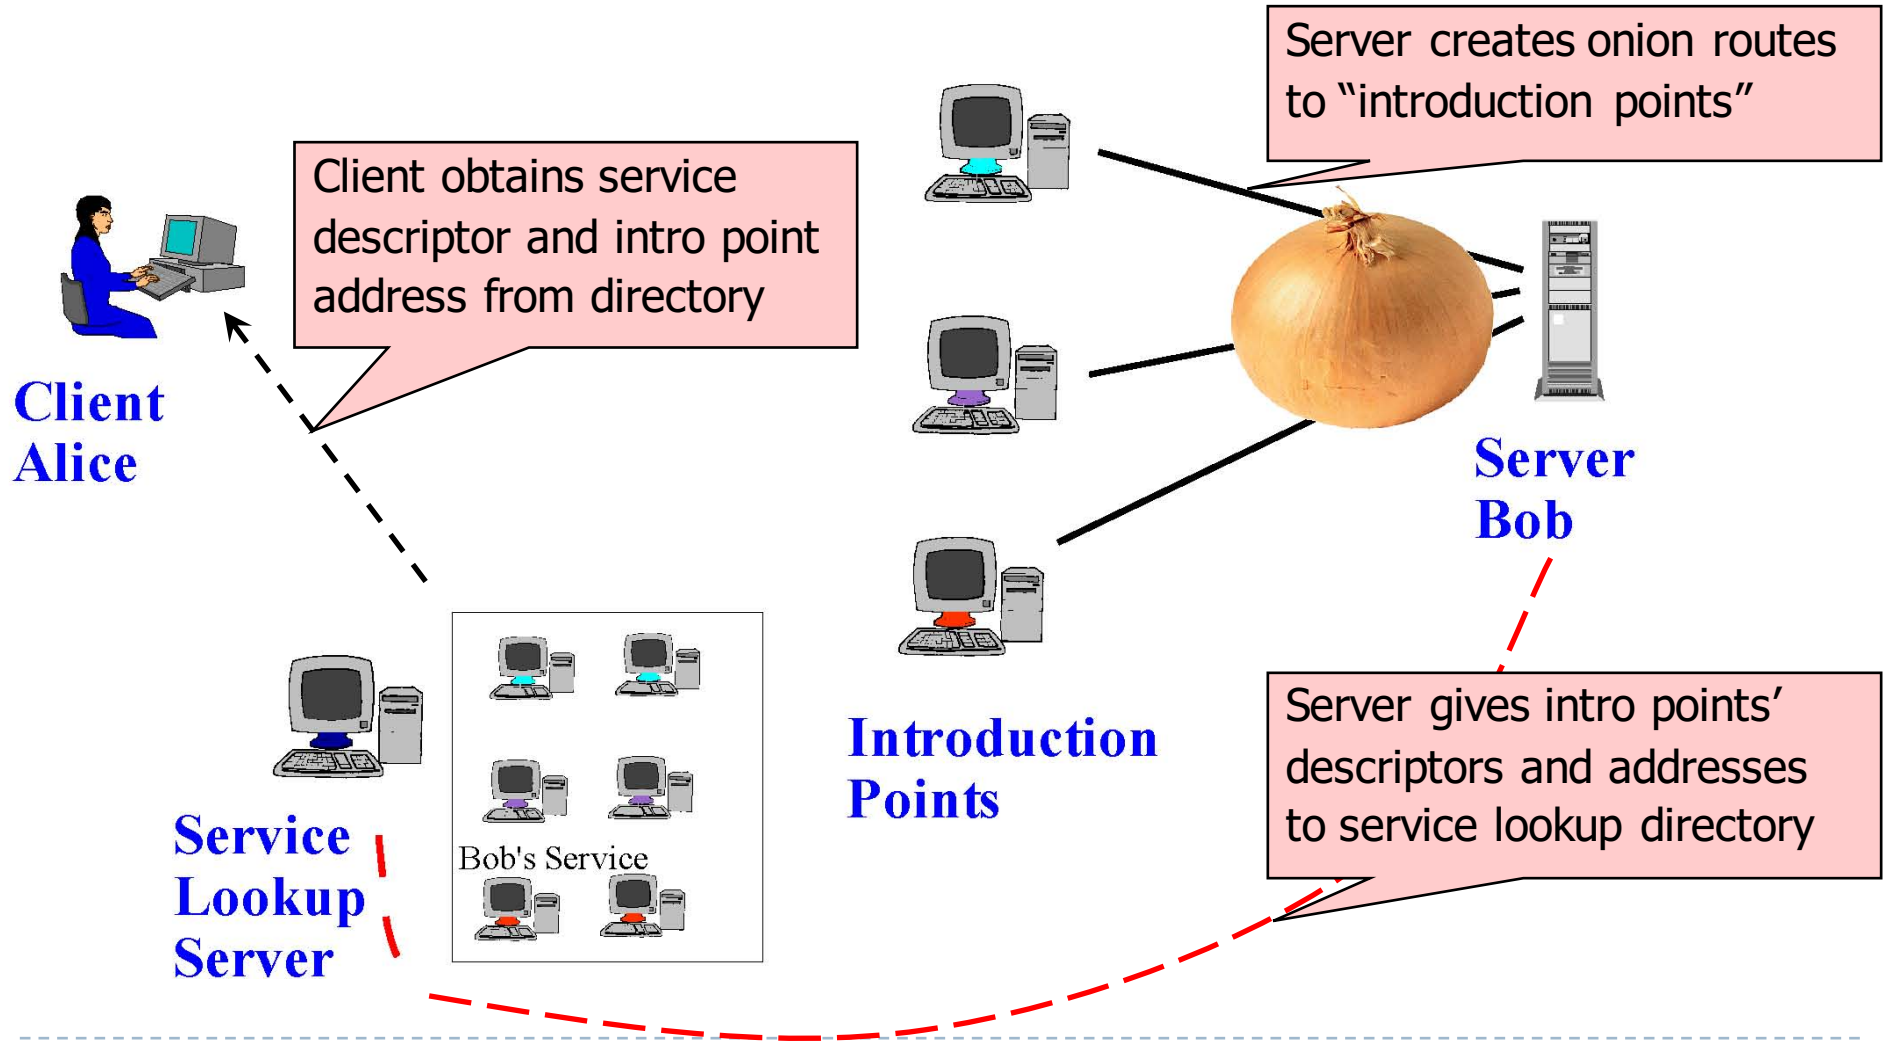 Server creates onion routes
to “introduction points”
Client obtains service
descriptor and intro point
address from directory
Client
Alice
Server
Bob
Introduction
Points
Server gives intro points’
descriptors and addresses
to service lookup directory
Service
Lookup
Server
Bob's Service